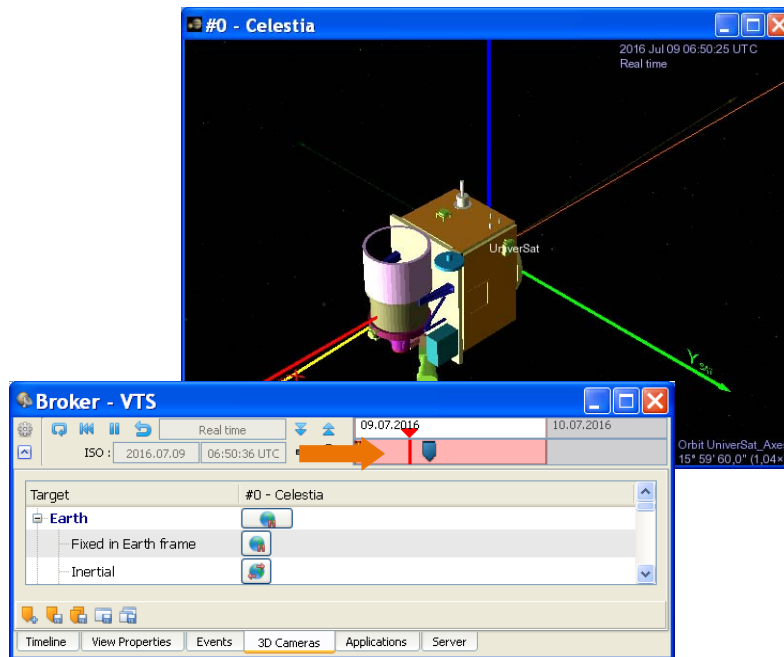 #0 - Celestia
2016 Jul 09 06:50:25 UTC
Real time
UniverSat
Y Sat
X
Broker - VTS
Real time
09.07.2016
10.07.2016
ISO :
2016.07.09
06:50:36 UTC
Orbit UniverSat_Axe
15° 59' 60,0" (1,04×
Target
#0 - Celestia
Earth
Fixed in Earth frame
Inertial
Timeline
View Properties
Events
3D Cameras
Applications
Server